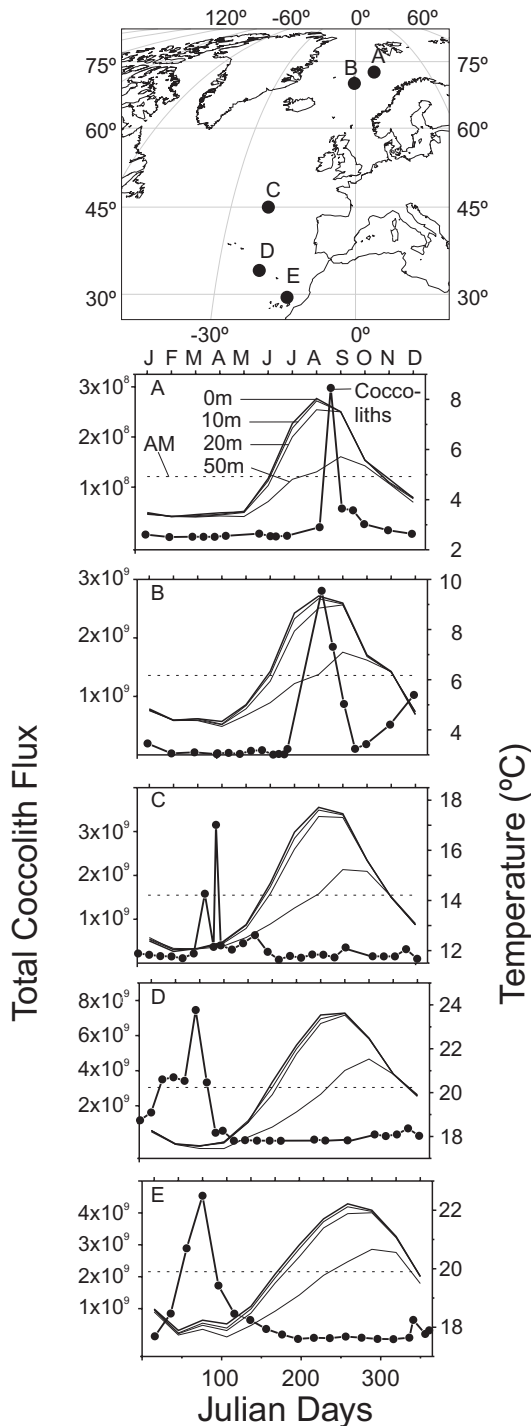 120º -60º 0º 60º
75º 75º
60º 60º
45º 45º
30º 30º
-30º 0º
A
B
C
D
E
J F M A M J J A S O N D
A
3x10⁸
2x10⁸
1x10⁸
0m
10m
20m
50m
AM
Cocco-
liths
8
6
4
2
B
3x10⁹
2x10⁹
1x10⁹
10
9
8
6
4
C
3x10⁹
2x10⁹
1x10⁹
18
17
16
14
12
D
8x10⁹
6x10⁹
4x10⁹
2x10⁹
24
22
20
18
E
4x10⁹
3x10⁹
2x10⁹
1x10⁹
22
20
18
0 100 200 300
Total Coccolith Flux
Temperature (ºC)
Julian Days